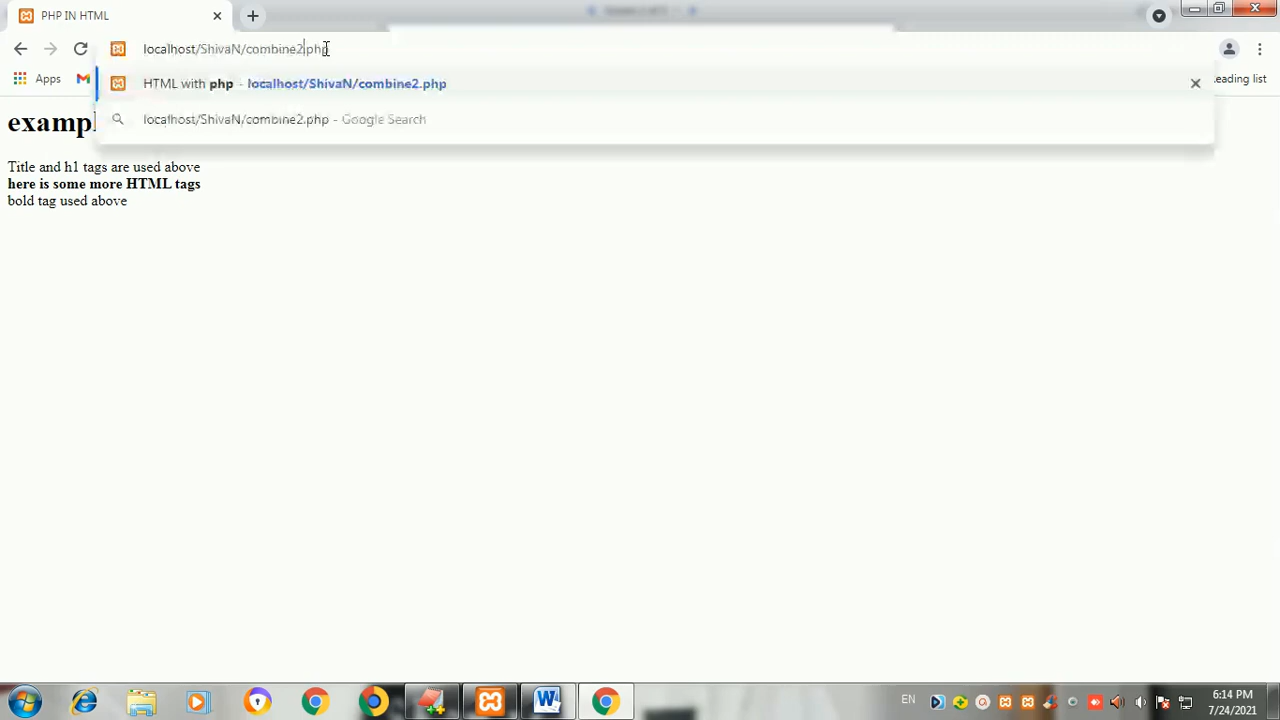 PHP IN HTML
localhost/ShivaN/combine2.php
Apps
eading list
HTML with php - localhost/ShivaN/combine2.php
localhost/ShivaN/combine2.php - Google Search
exampl
Title and h1 tags are used above
here is some more HTML tags
bold tag used above
EN
6:14 PM
7/24/2021